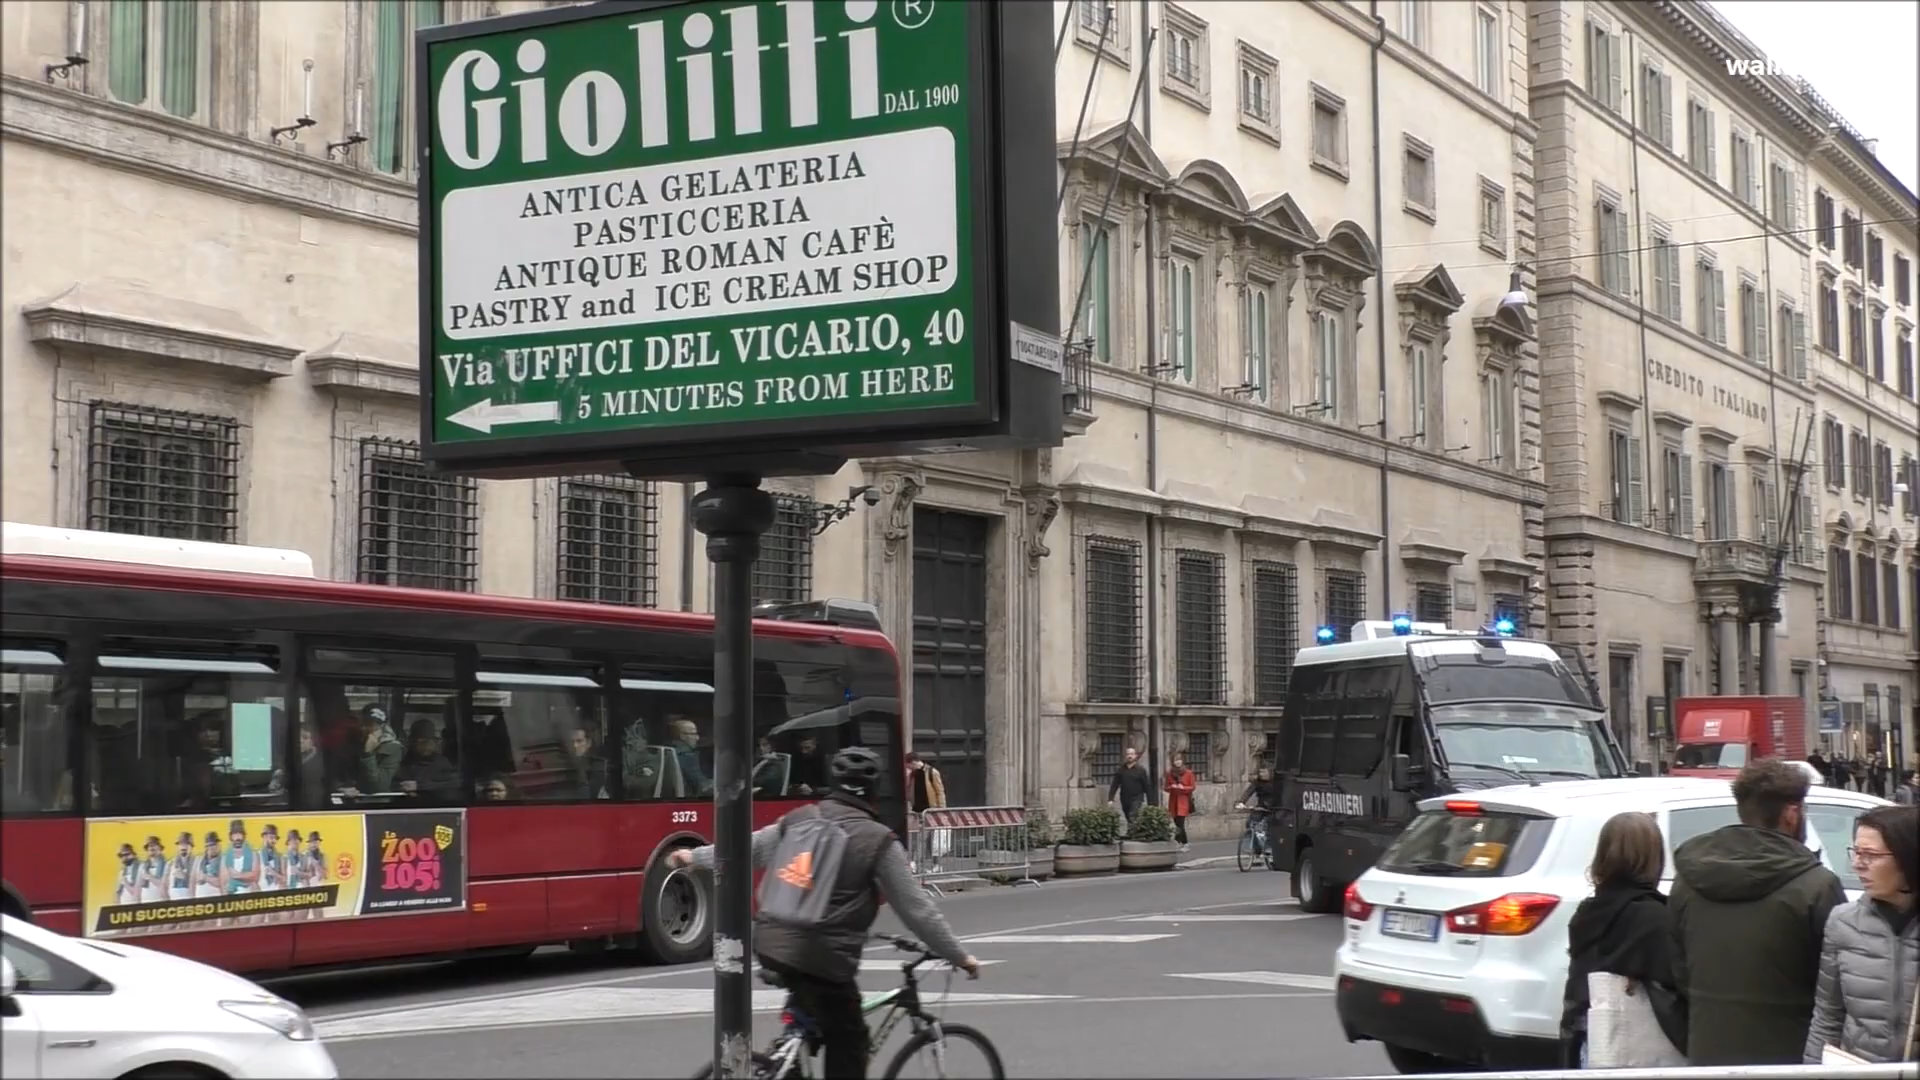 Giolitti ®
DAL 1900
ANTICA GELATERIA
PASTICCERIA
ANTIQUE ROMAN CAFÈ
PASTRY and ICE CREAM SHOP
Via UFFICI DEL VICARIO, 40
5 MINUTES FROM HERE
CREDITO ITALIANO
CARABINIERI
3373
Lo
ZOO
105!
UN SUCCESSO LUNGHISSSSIMO!